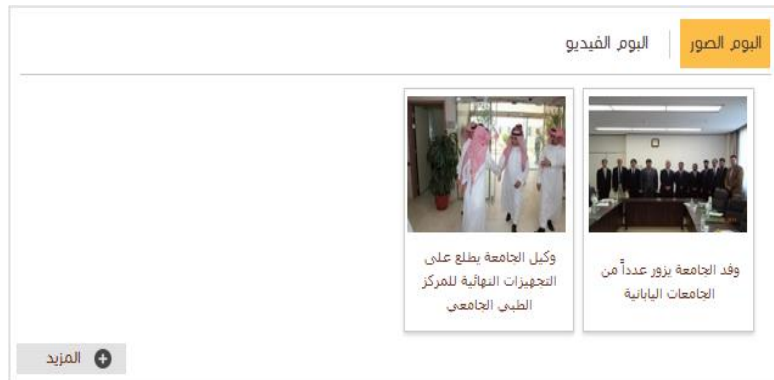 البوم الصور
البوم الفيديو
وفد الجامعة يزور عدداً من
الجامعات اليابانية
وكيل الجامعة يطلع على
التجهيزات النهائية للمركز
الطبي الجامعي
المزيد